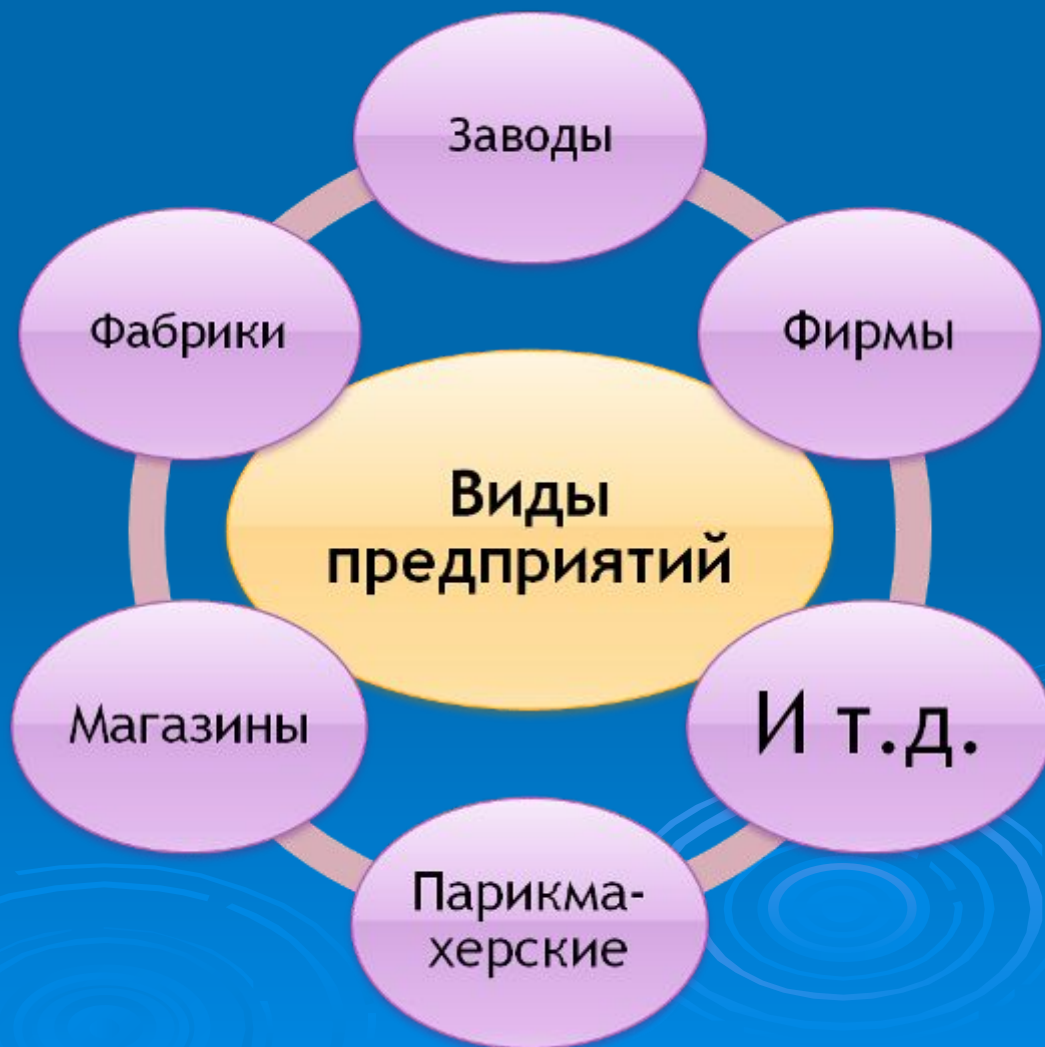 Заводы
Фабрики
Фирмы
Виды
предприятий
Магазины
И т.д.
Парикма-
херские